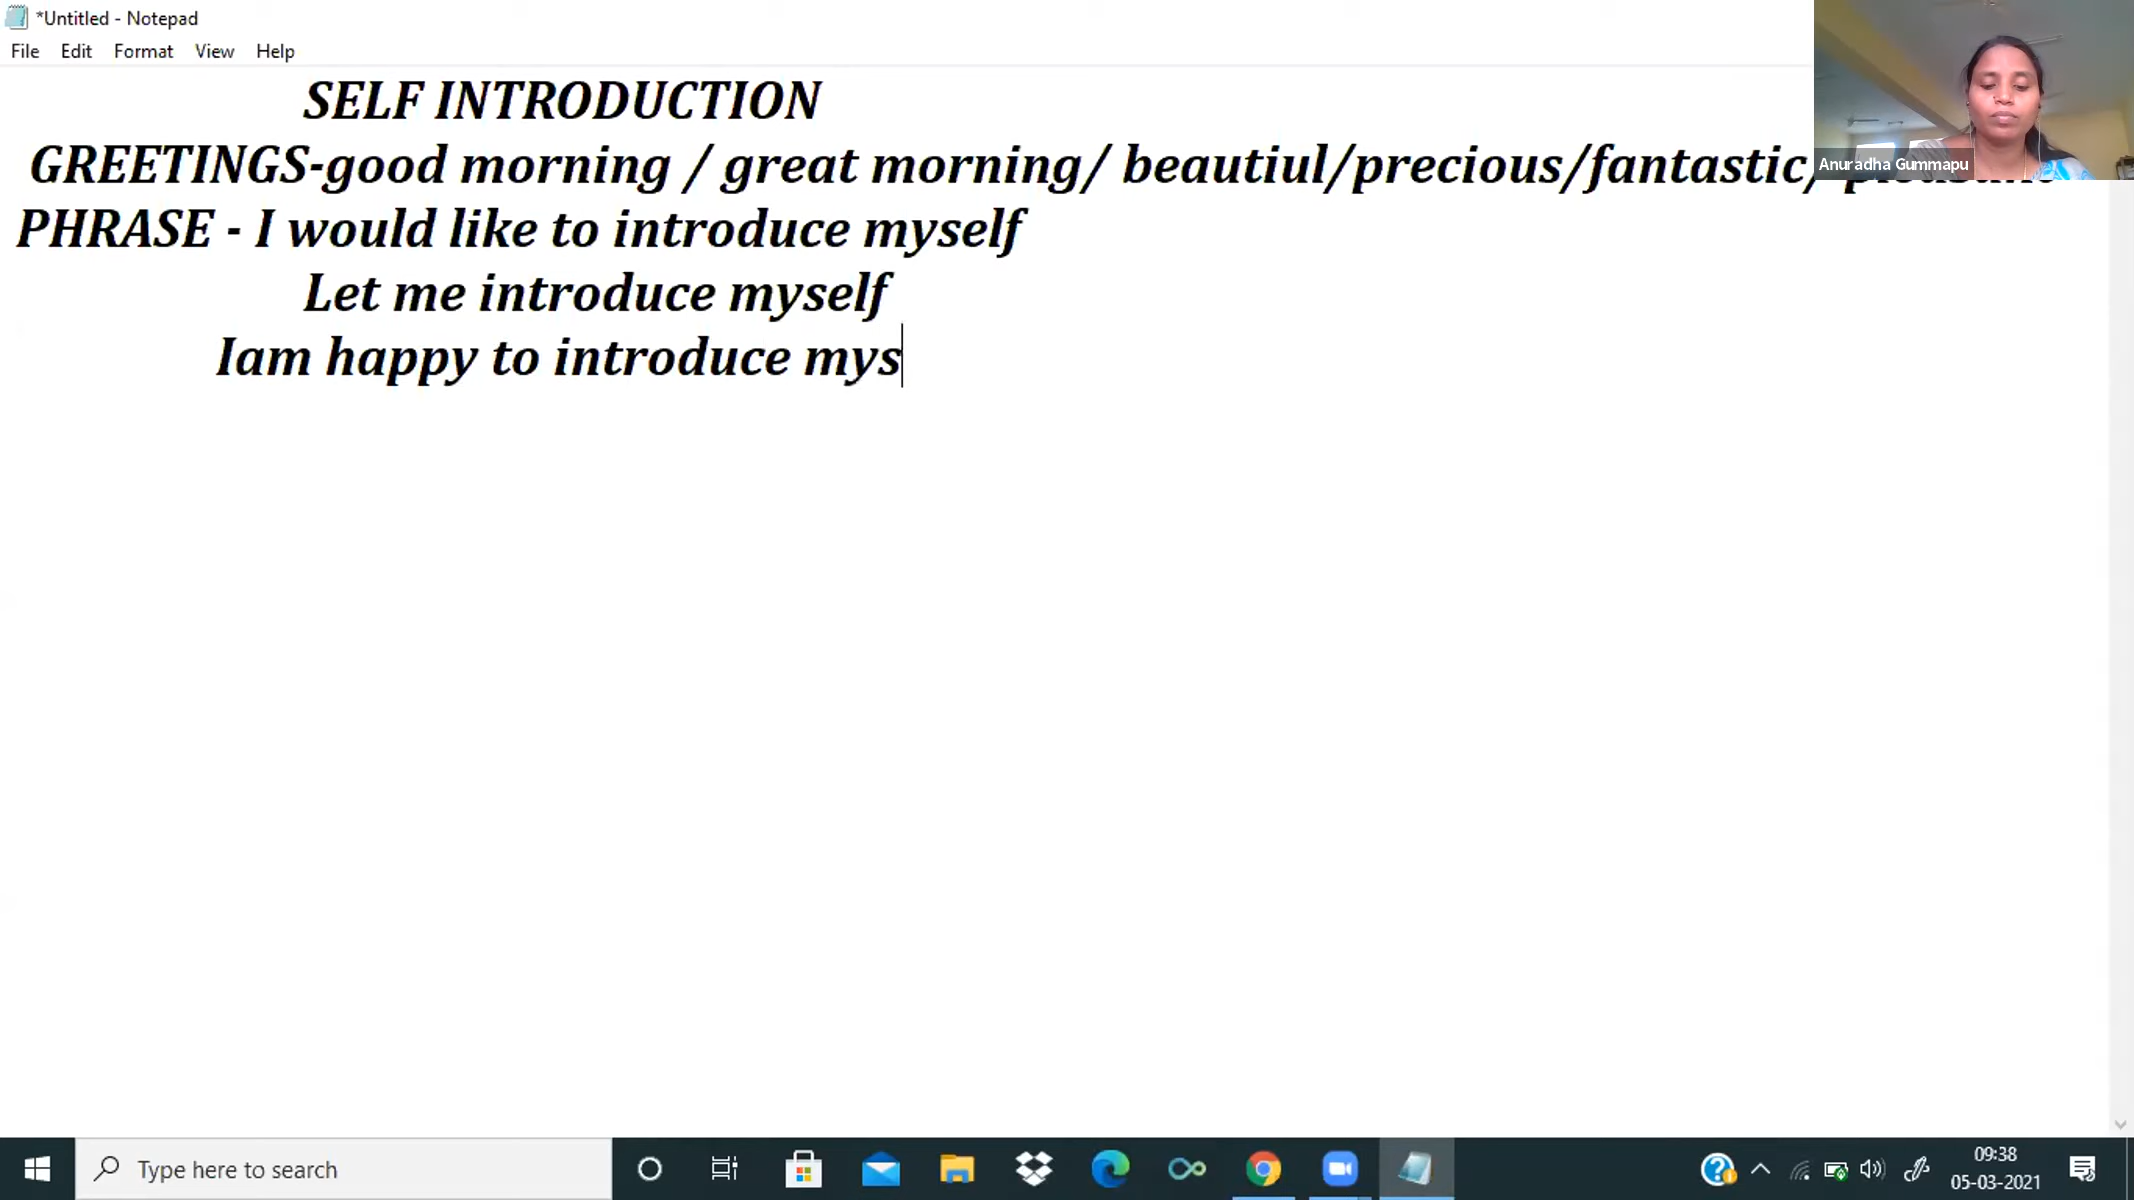 *Untitled - Notepad
File Edit Format View Help
SELF INTRODUCTION
GREETINGS-good morning / great morning/ beautiul/precious/fantastic/
Anuradha Gummapu
PHRASE - I would like to introduce myself
Let me introduce myself
Iam happy to introduce mys
Type here to search
09:38
05-03-2021